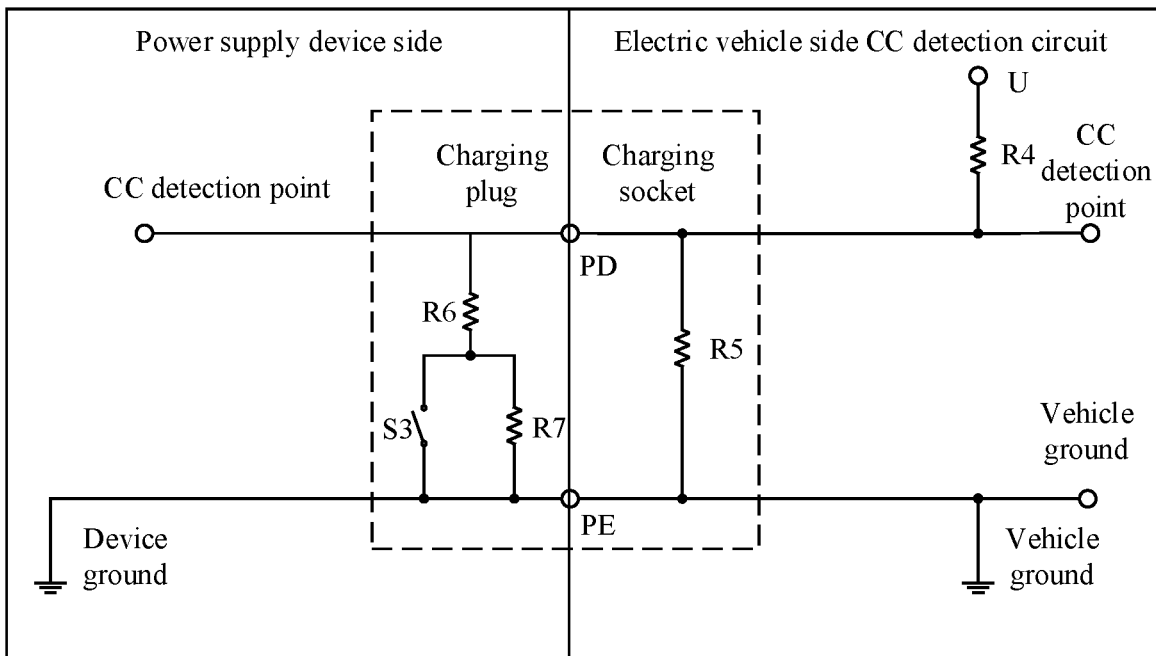 Power supply device side
Electric vehicle side CC detection circuit
U
R4
CC
detection
point
Charging
plug
Charging
socket
CC detection point
PD
R6
R5
S3
R7
Vehicle
ground
PE
Device
ground
Vehicle
ground